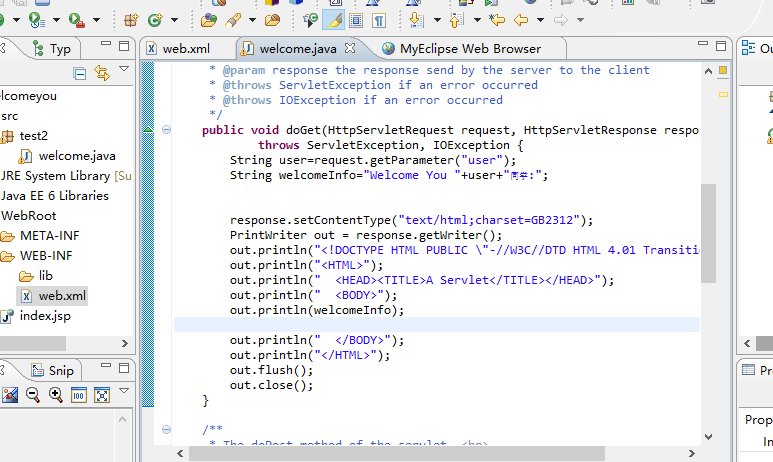 Typ
web.xml
welcome.java
MyEclipse Web Browser
Ou
lcomeyou
src
test2
welcome.java
JRE System Library [Su
Java EE 6 Libraries
WebRoot
META-INF
WEB-INF
lib
web.xml
index.jsp
Snip
100
* @param response the response send by the server to the client
* @throws ServletException if an error occurred
* @throws IOException if an error occurred
*/
public void doGet(HttpServletRequest request, HttpServletResponse respo
throws ServletException, IOException {
String user=request.getParameter("user");
String welcomeInfo="Welcome You "+user+"同学:";
response.setContentType("text/html;charset=GB2312");
PrintWriter out = response.getWriter();
out.println("<!DOCTYPE HTML PUBLIC \"-//W3C//DTD HTML 4.01 Transiti
out.println("<HTML>");
out.println("  <HEAD><TITLE>A Servlet</TITLE></HEAD>");
out.println("  <BODY>");
out.println(welcomeInfo);
out.println("  </BODY>");
out.println("</HTML>");
out.flush();
out.close();
}
/**
* The doPost method of the servlet. <br>
Pro
Prop
In